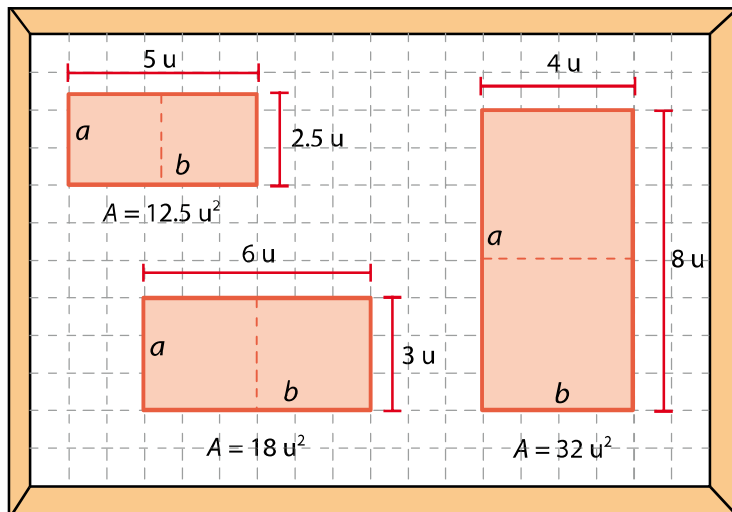 5 u
a
b
2.5 u
A = 12.5 u²
6 u
a
b
3 u
A = 18 u²
4 u
a
8 u
b
A = 32 u²